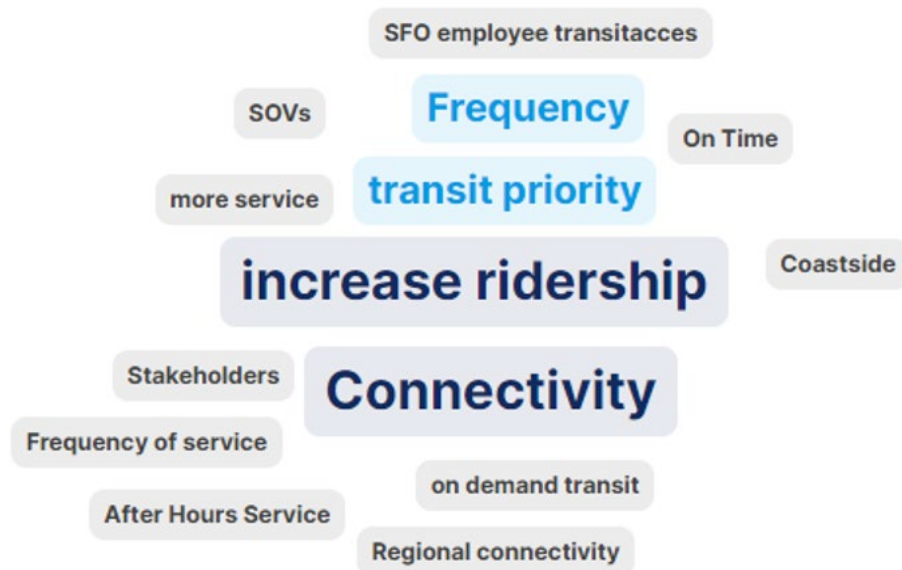 SFO employee transitacces
Frequency
SOVs
On Time
transit priority
more service
increase ridership
Coastside
Stakeholders
Connectivity
Frequency of service
on demand transit
After Hours Service
Regional connectivity